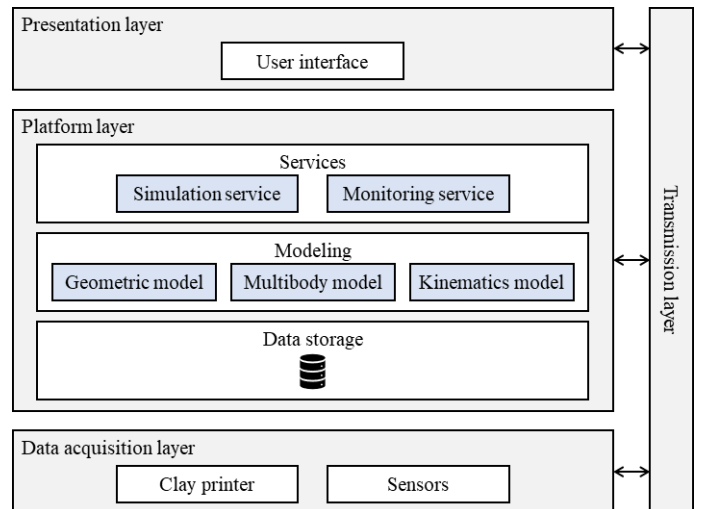 Presentation layer
User interface
Platform layer
Services
Simulation service
Monitoring service
Modeling
Geometric model
Multibody model
Kinematics model
Data storage
Data acquisition layer
Clay printer
Sensors
Transmission layer